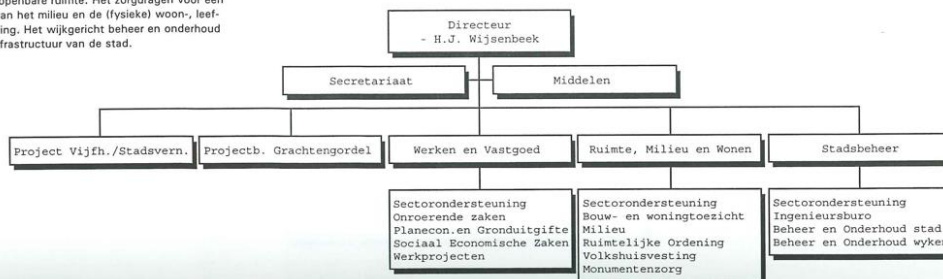 openbare ruimte. Het zorgdragen voor een
van het milieu en de (fysieke) woon-, leef-
ing. Het wijkgericht beheer en onderhoud
frastructuur van de stad.
Directeur
- H.J. Wijsenbeek
Secretariaat
Middelen
Project Vijfh./Stadsvern.
Projectb. Grachtengordel
Werken en Vastgoed
Ruimte, Milieu en Wonen
Stadsbeheer
Sectorondersteuning
Onroerende zaken
Planecon.en Gronduitgifte
Sociaal Economische Zaken
Werkprojecten
Sectorondersteuning
Bouw- en woningtoezicht
Milieu
Ruimtelijke Ordening
Volkshuisvesting
Monumentenzorg
Sectorondersteuning
Ingenieursburo
Beheer en Onderhoud stad
Beheer en Onderhoud wyken